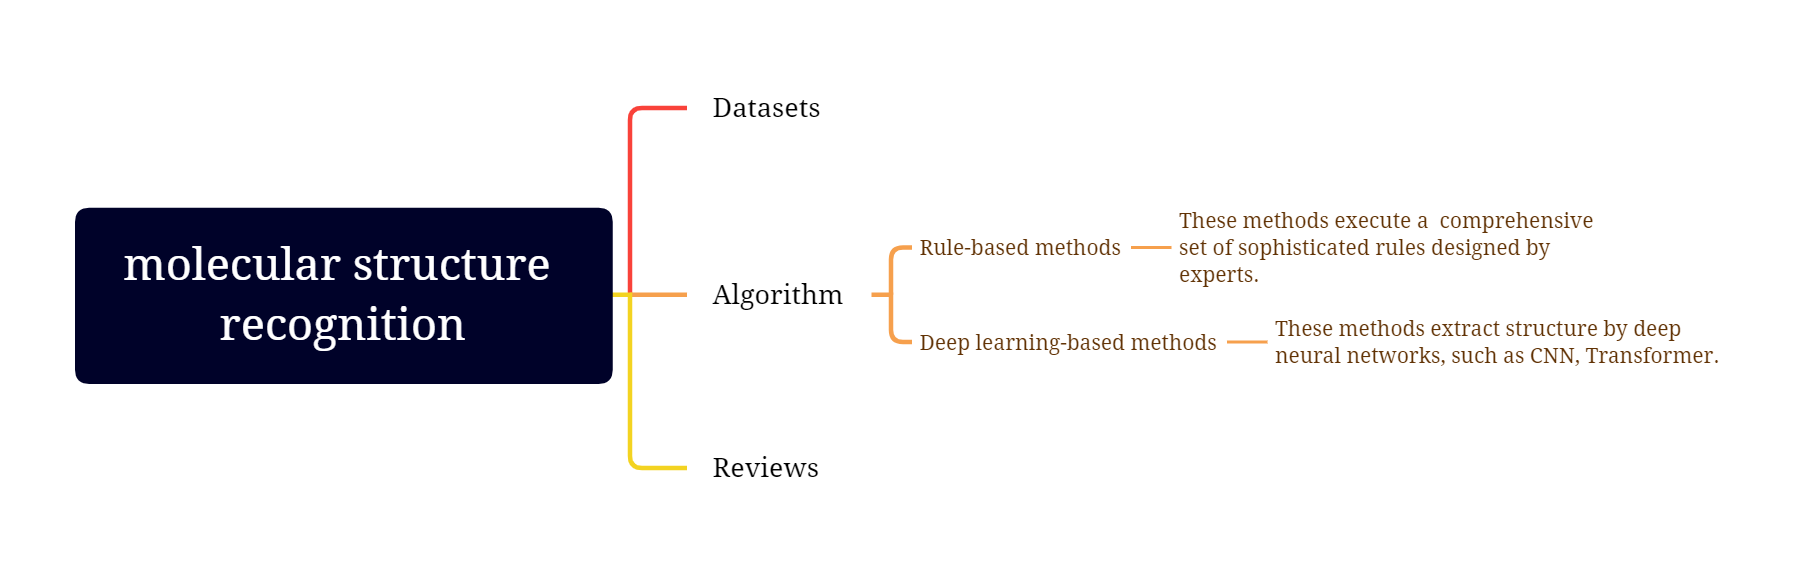 molecular structure
recognition
Datasets
Algorithm
Rule-based methods
These methods execute a  comprehensive
set of sophisticated rules designed by
experts.
Deep learning-based methods
These methods extract structure by deep
neural networks, such as CNN, Transformer.
Reviews